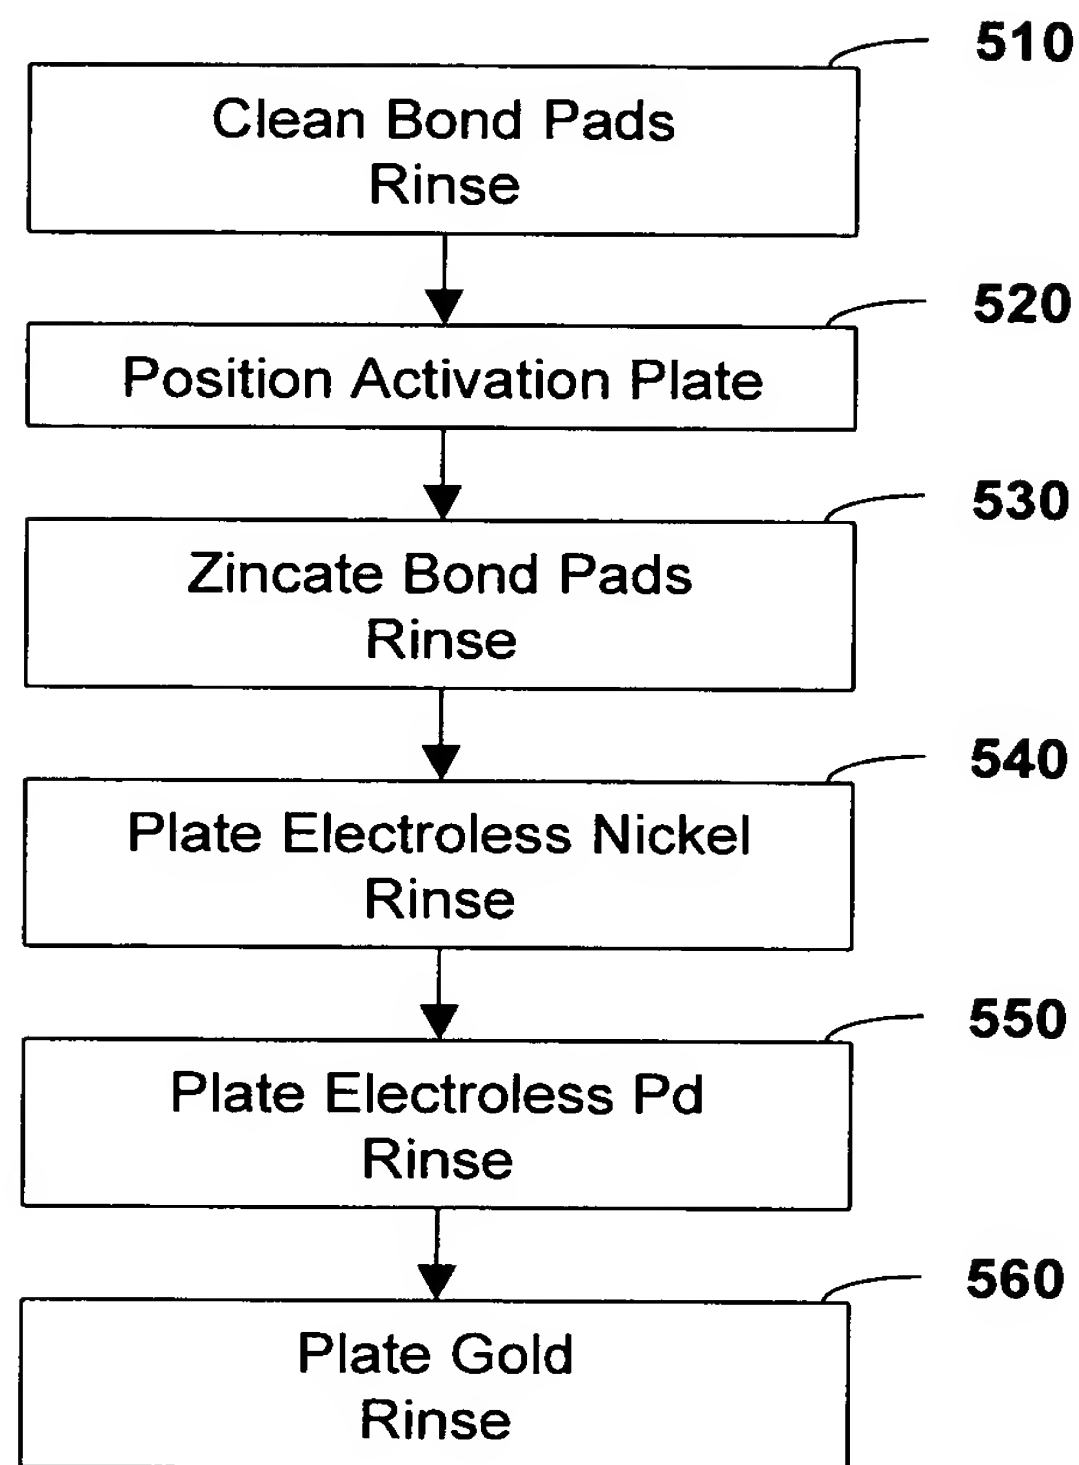 510
Clean Bond Pads
Rinse
520
Position Activation Plate
530
Zincate Bond Pads
Rinse
540
Plate Electroless Nickel
Rinse
550
Plate Electroless Pd
Rinse
560
Plate Gold
Rinse